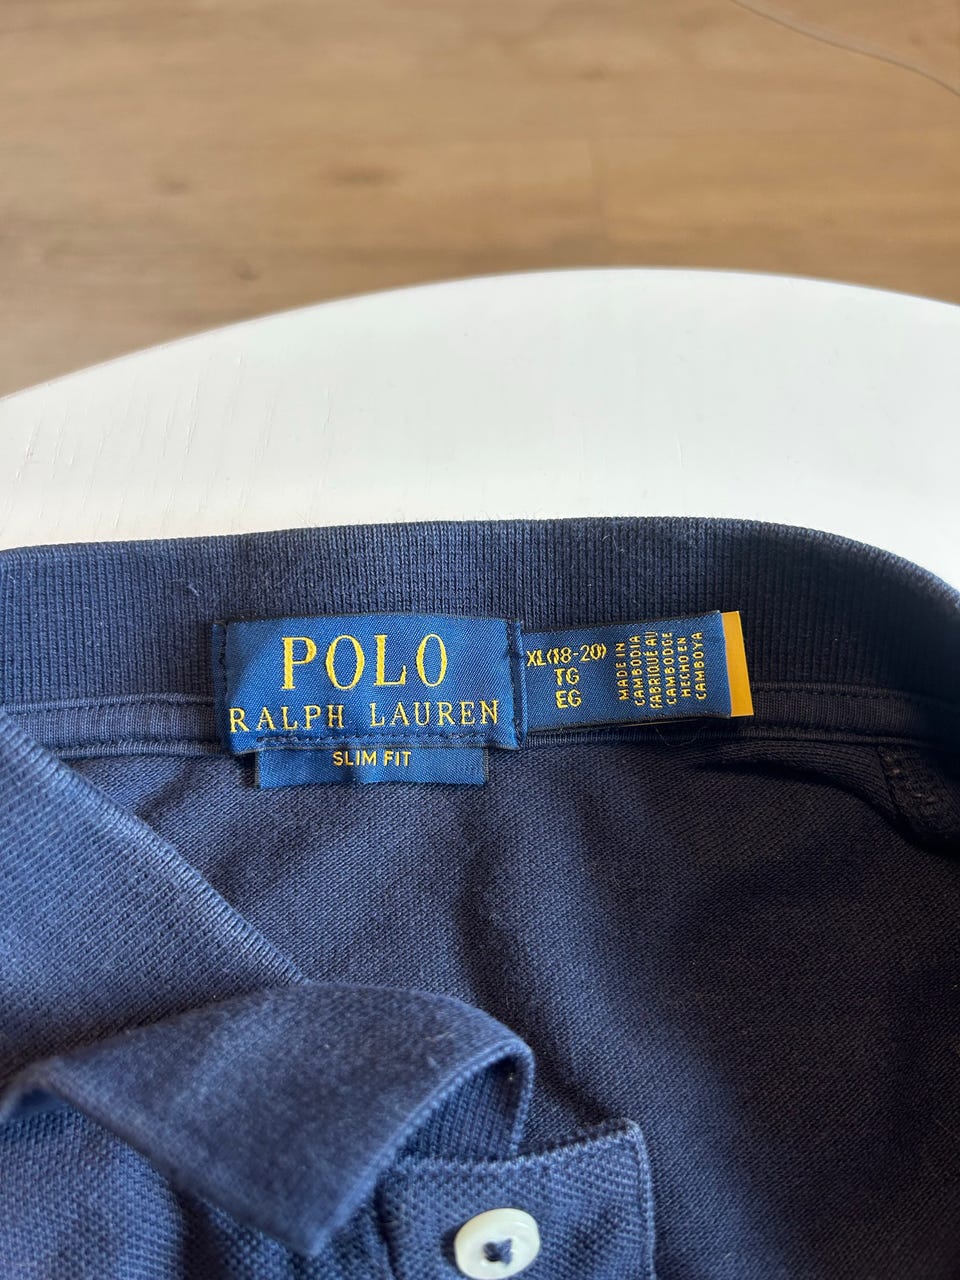 POLO
RALPH LAUREN
SLIM FIT
XL(18-20)
TG
EG
MADE IN
CAMBODIA
FABRIQUÉ AU
CAMBODGE
HECHO EN
CAMBOYA